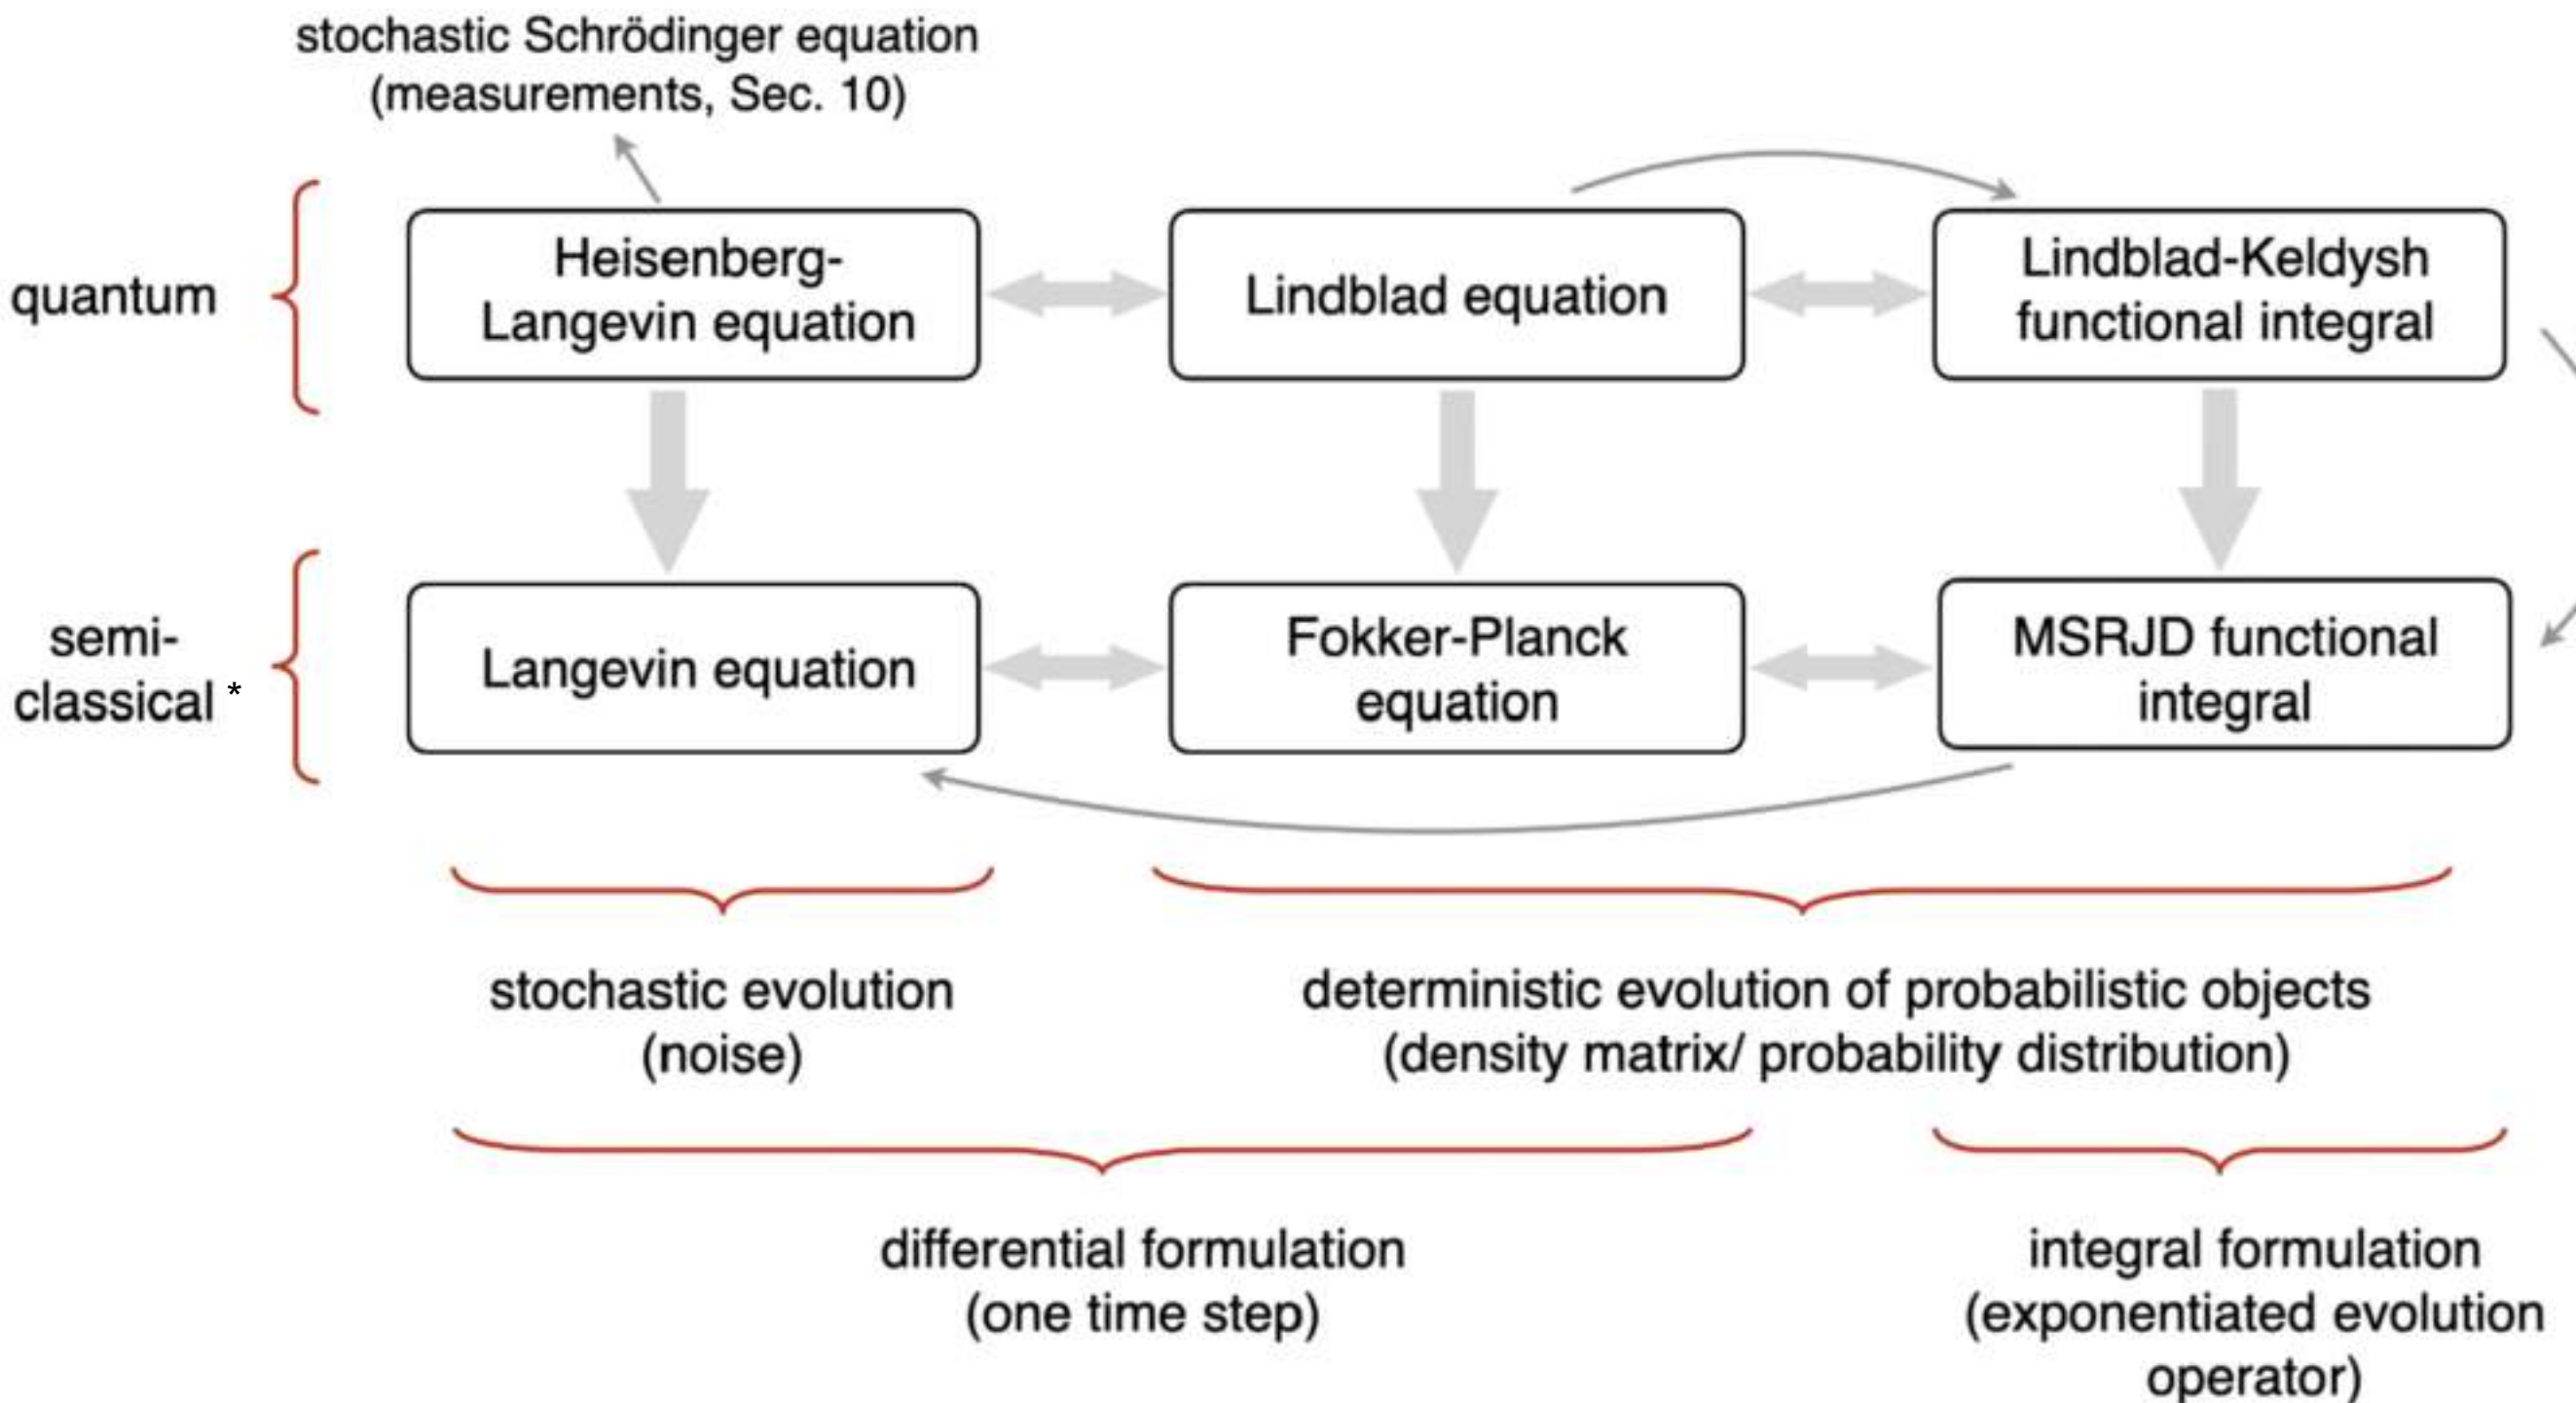 stochastic Schrödinger equation
(measurements, Sec. 10)
quantum
Heisenberg-
Langevin equation
Lindblad equation
Lindblad-Keldysh
functional integral
semi-
classical *
Langevin equation
Fokker-Planck
equation
MSRJD functional
integral
stochastic evolution
(noise)
deterministic evolution of probabilistic objects
(density matrix/ probability distribution)
differential formulation
(one time step)
integral formulation
(exponentiated evolution
operator)